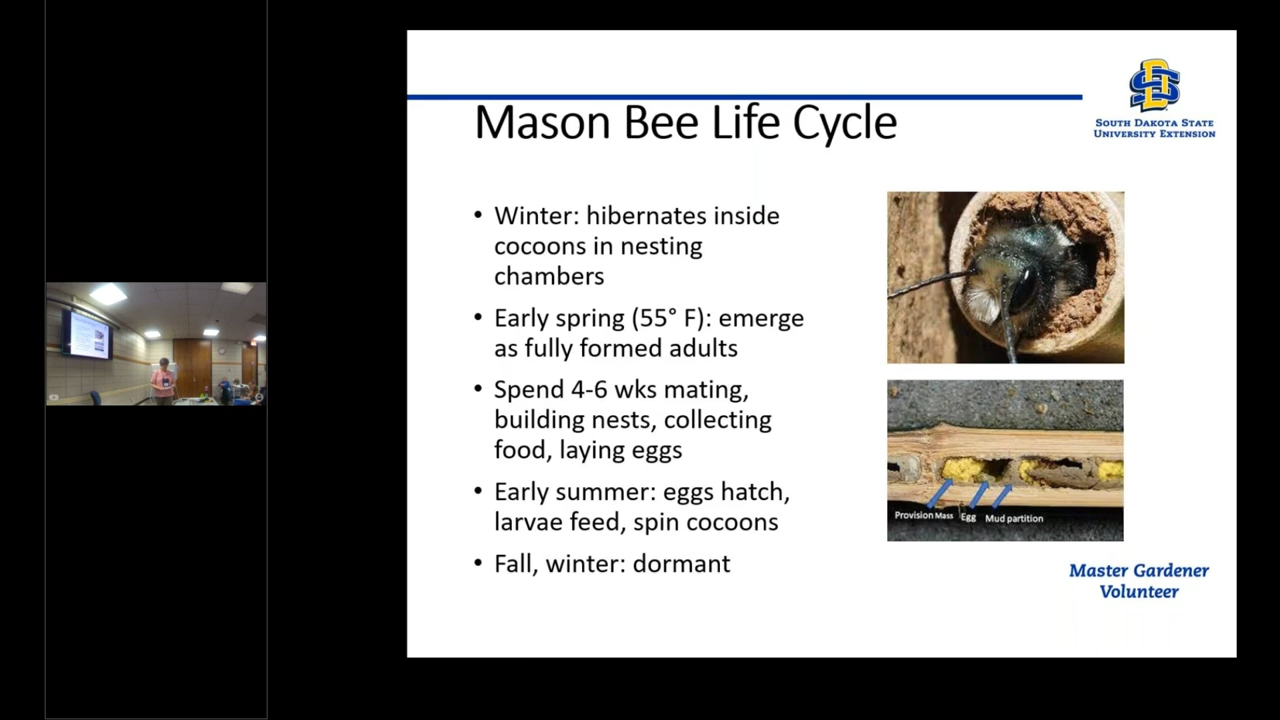 SOUTH DAKOTA STATE
UNIVERSITY EXTENSION
Mason Bee Life Cycle
• Winter: hibernates inside
cocoons in nesting
chambers
• Early spring (55° F): emerge
as fully formed adults
• Spend 4-6 wks mating,
building nests, collecting
food, laying eggs
• Early summer: eggs hatch,
larvae feed, spin cocoons
• Fall, winter: dormant
Provision Mass Egg Mud partition
Master Gardener
Volunteer